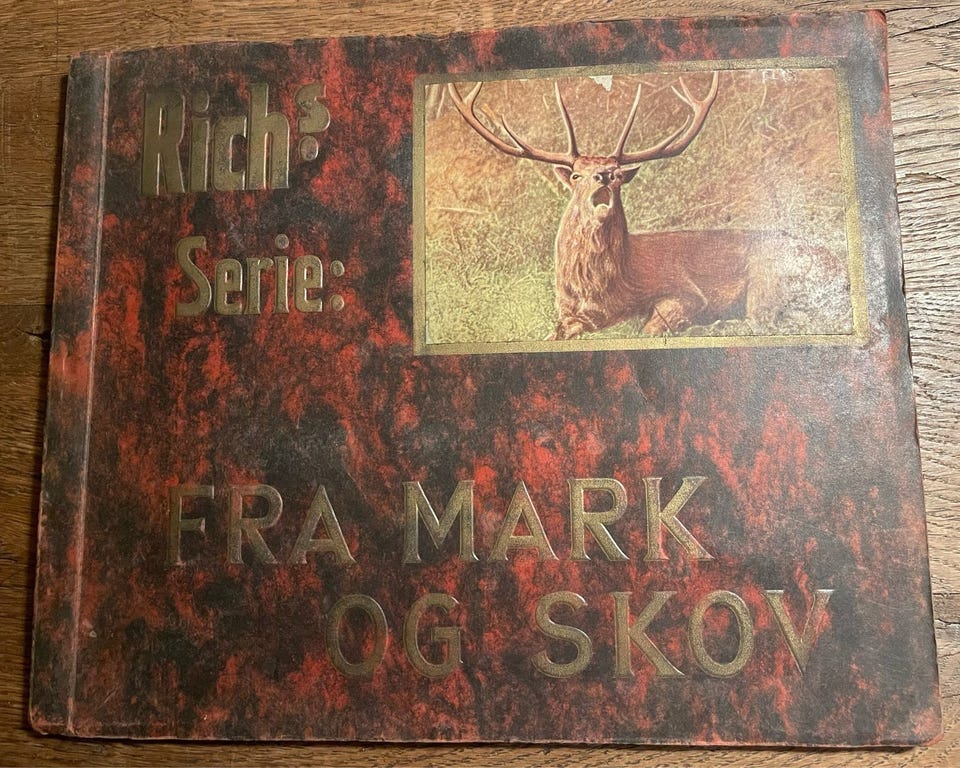 Rich:s
Serie:
FRA MARK
OG SKOV